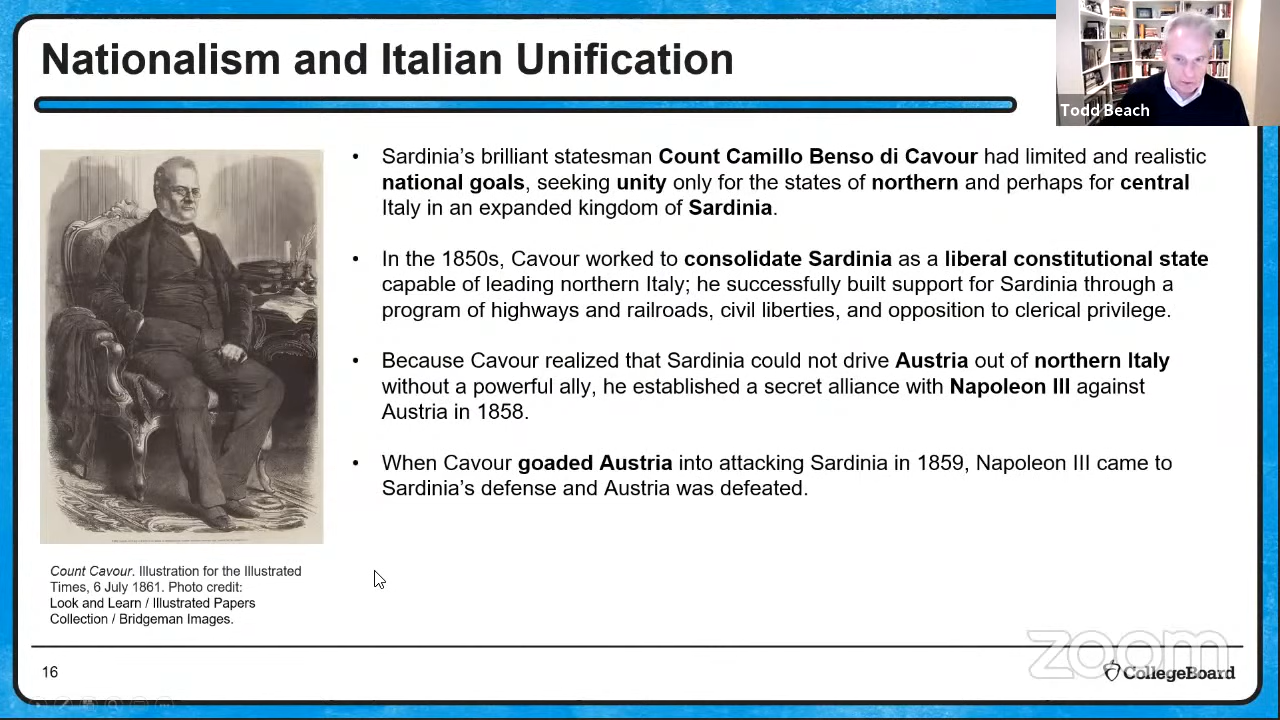 Nationalism and Italian Unification
Todd Beach
• Sardinia's brilliant statesman Count Camillo Benso di Cavour had limited and realistic
national goals, seeking unity only for the states of northern and perhaps for central
Italy in an expanded kingdom of Sardinia.
• In the 1850s, Cavour worked to consolidate Sardinia as a liberal constitutional state
capable of leading northern Italy; he successfully built support for Sardinia through a
program of highways and railroads, civil liberties, and opposition to clerical privilege.
• Because Cavour realized that Sardinia could not drive Austria out of northern Italy
without a powerful ally, he established a secret alliance with Napoleon III against
Austria in 1858.
• When Cavour goaded Austria into attacking Sardinia in 1859, Napoleon III came to
Sardinia's defense and Austria was defeated.
Count Cavour. Illustration for the Illustrated
Times, 6 July 1861. Photo credit:
Look and Learn / Illustrated Papers
Collection / Bridgeman Images.
zoom
16
CollegeBoard